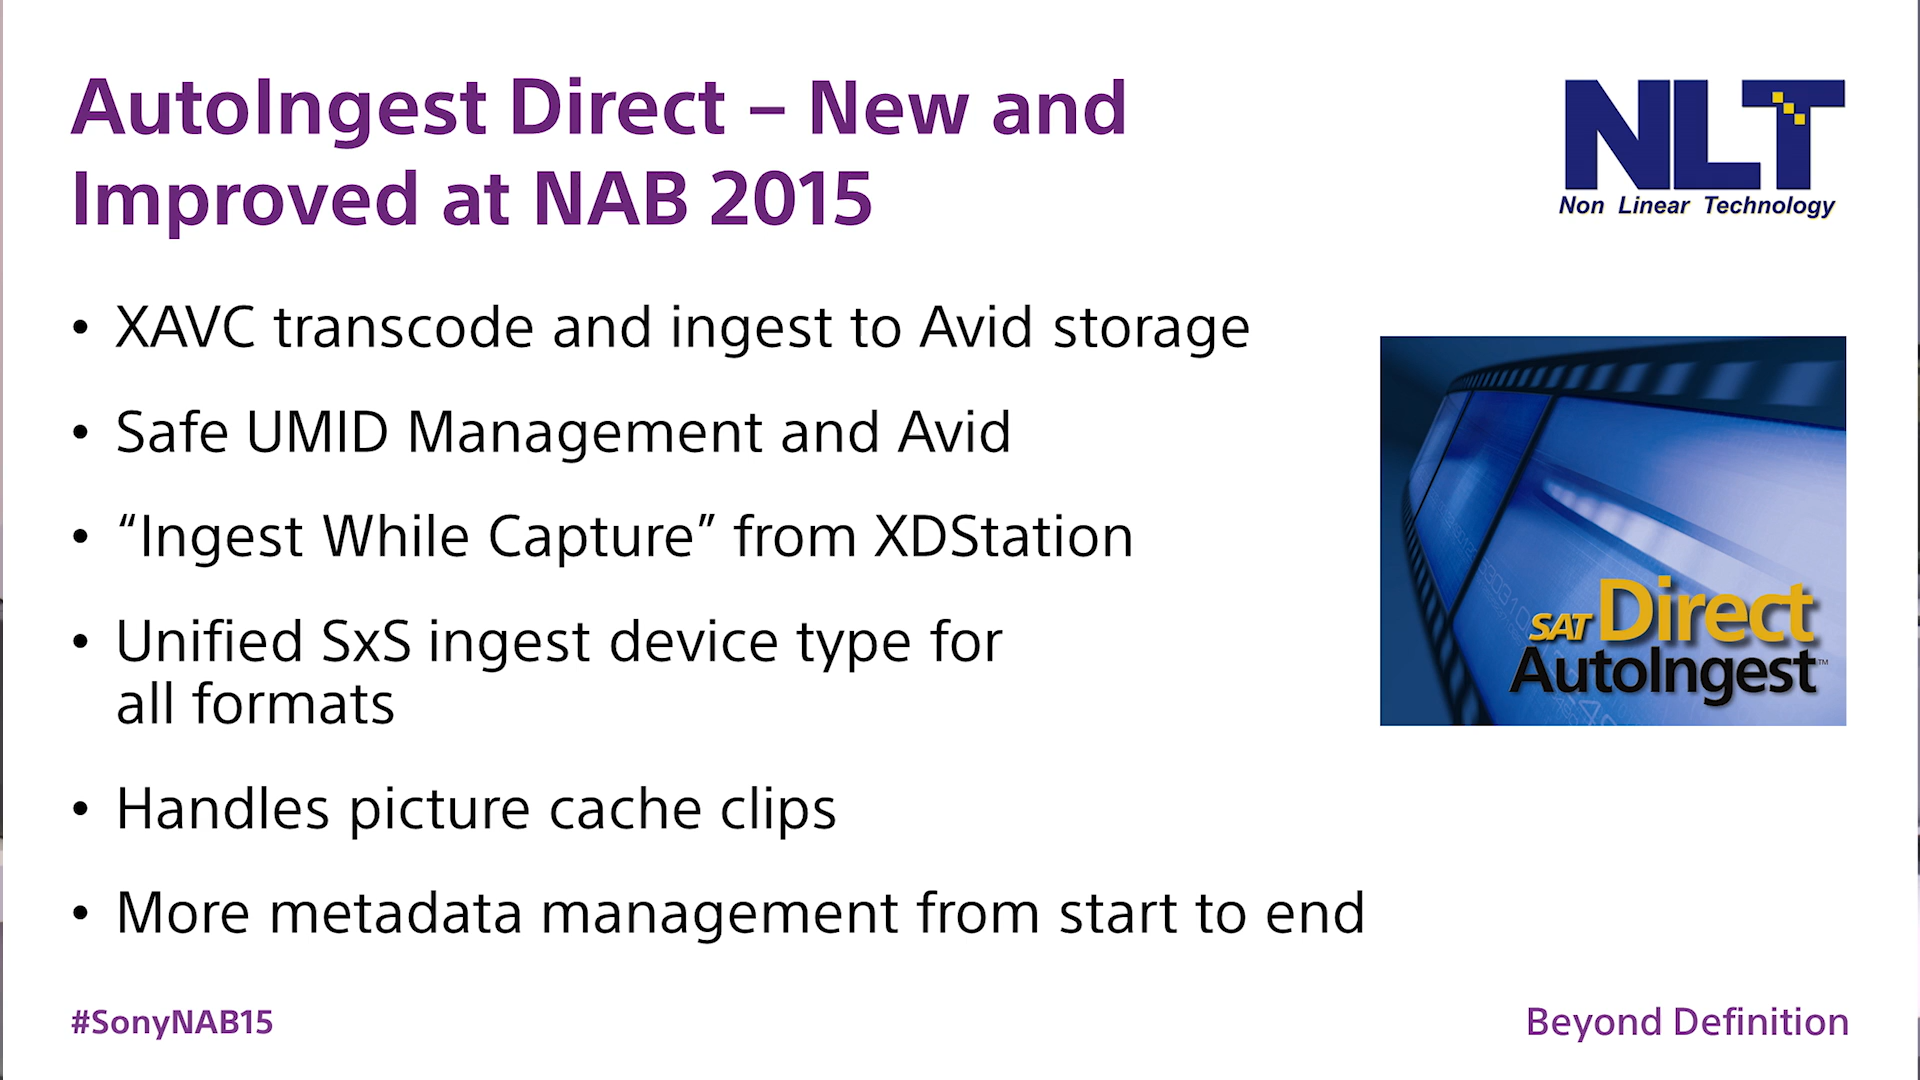 AutoIngest Direct – New and
Improved at NAB 2015
NLT
Non Linear Technology
• XAVC transcode and ingest to Avid storage
• Safe UMID Management and Avid
• “Ingest While Capture” from XDStation
• Unified SxS ingest device type for
all formats
• Handles picture cache clips
• More metadata management from start to end
SAT Direct
AutoIngest™
#SonyNAB15
Beyond Definition